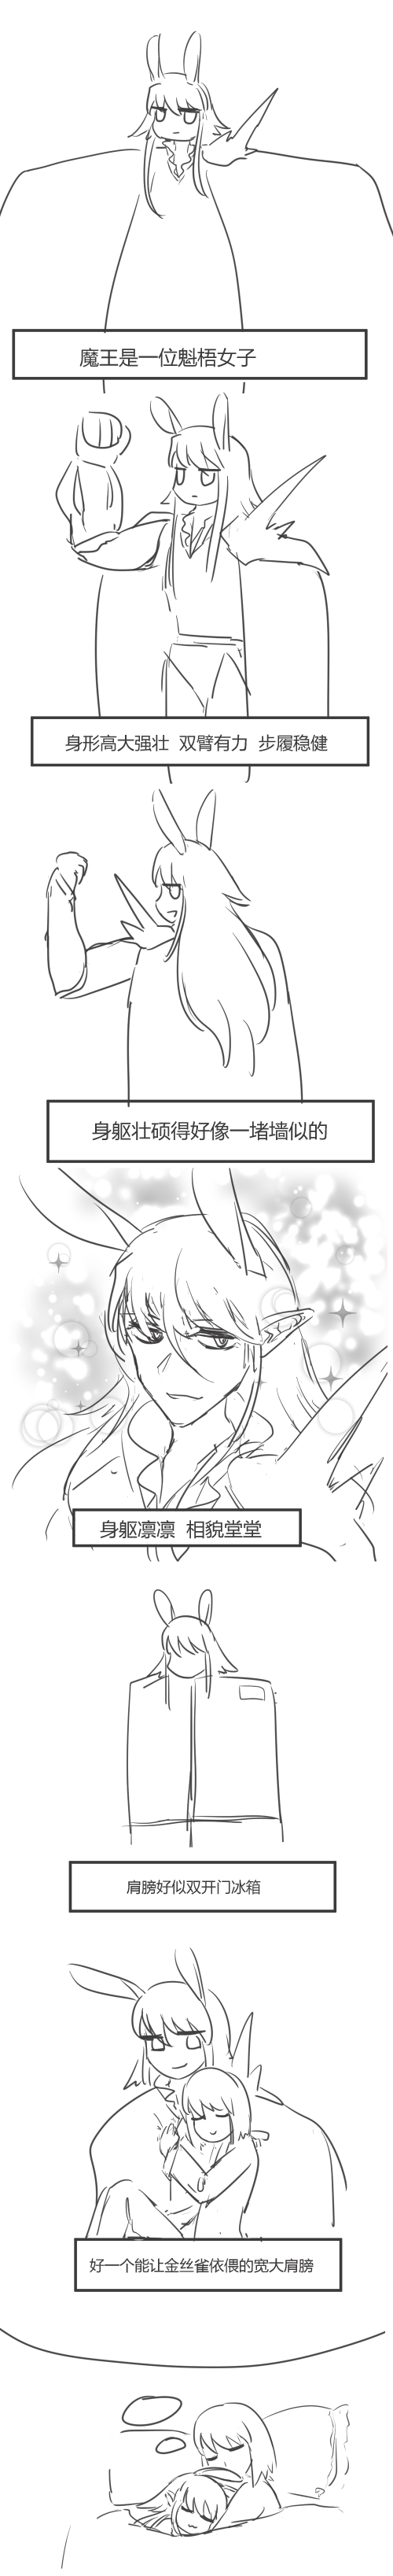 魔王是一位魁梧女子
身形高大强壮 双臂有力 步履稳健
身躯壮硕得好像一堵墙似的
身躯凛凛 相貌堂堂
肩膀好似双开门冰箱
好一个能让金丝雀依偎的宽大肩膀